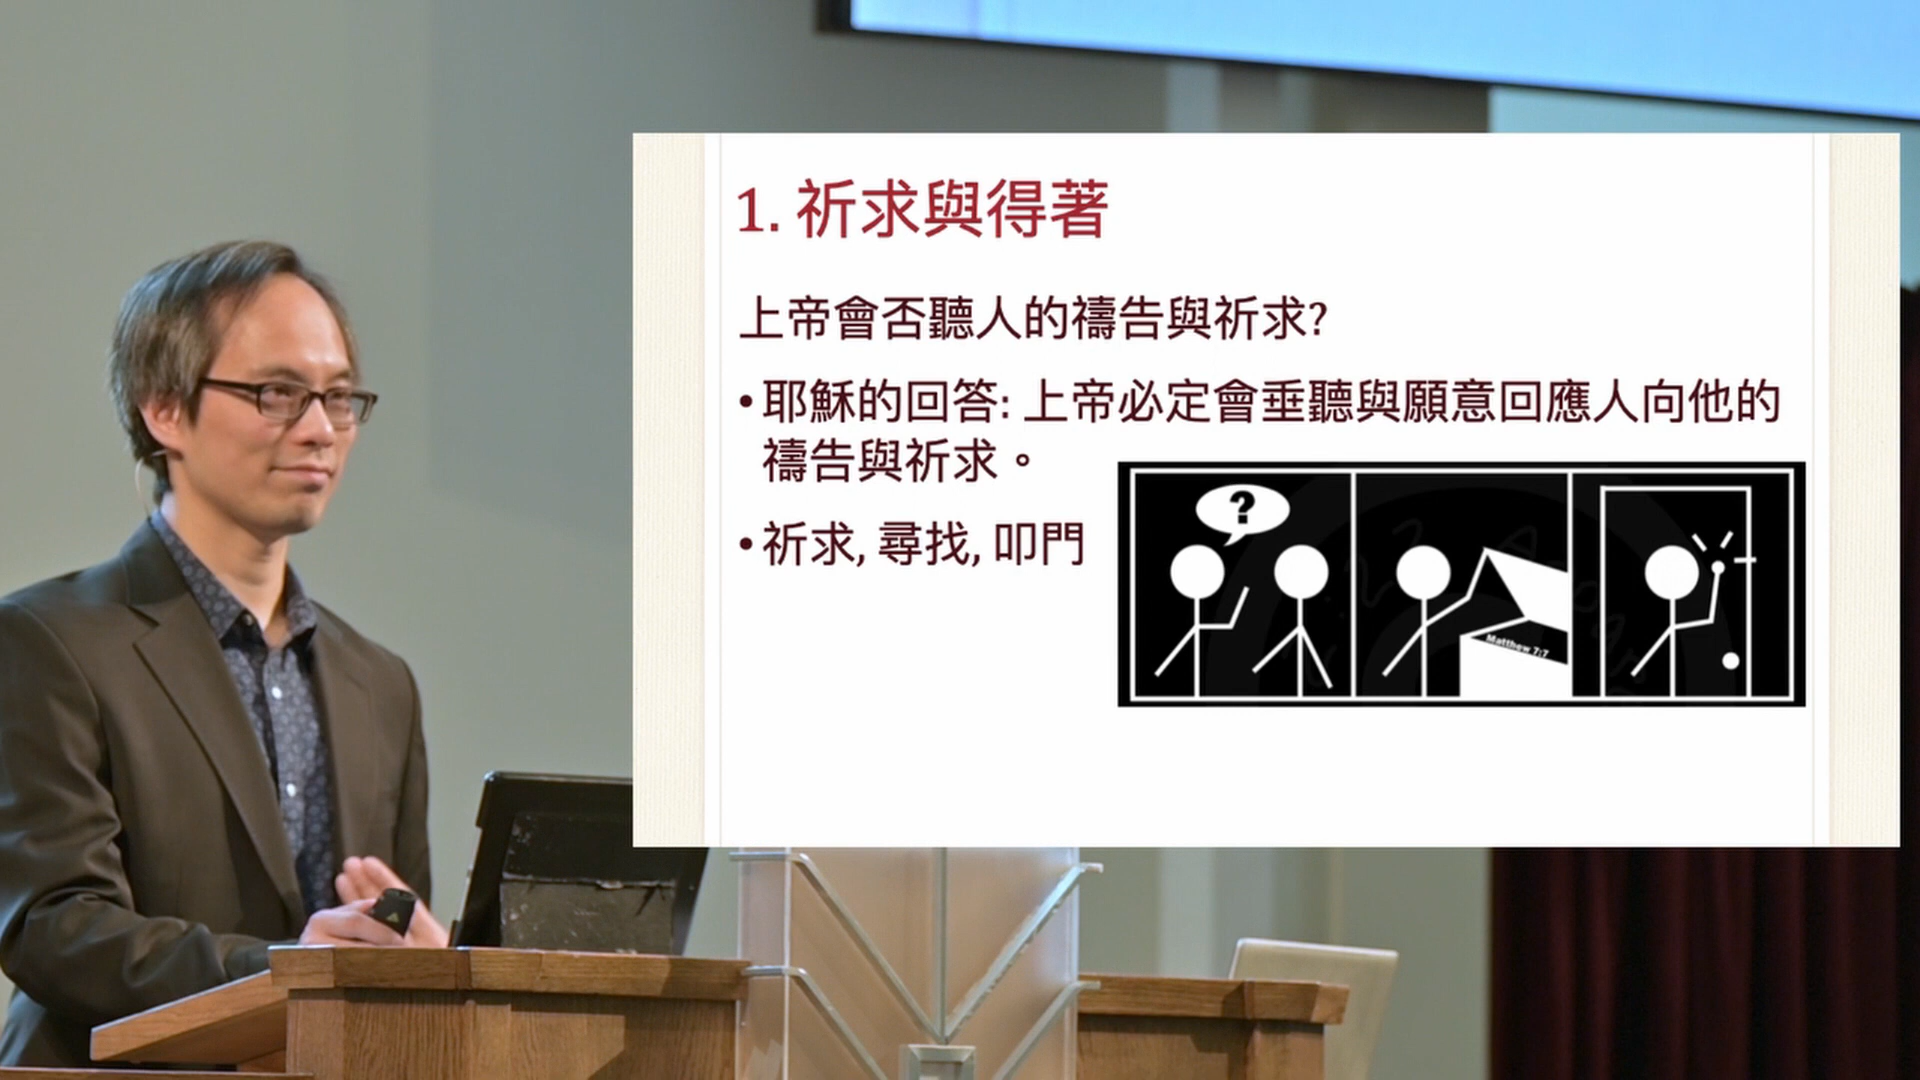 1. 祈求與得著
上帝會否聽人的禱告與祈求?
•耶穌的回答: 上帝必定會垂聽與願意回應人向他的
禱告與祈求。
•祈求, 尋找, 叩門
?
Matthew 7:7